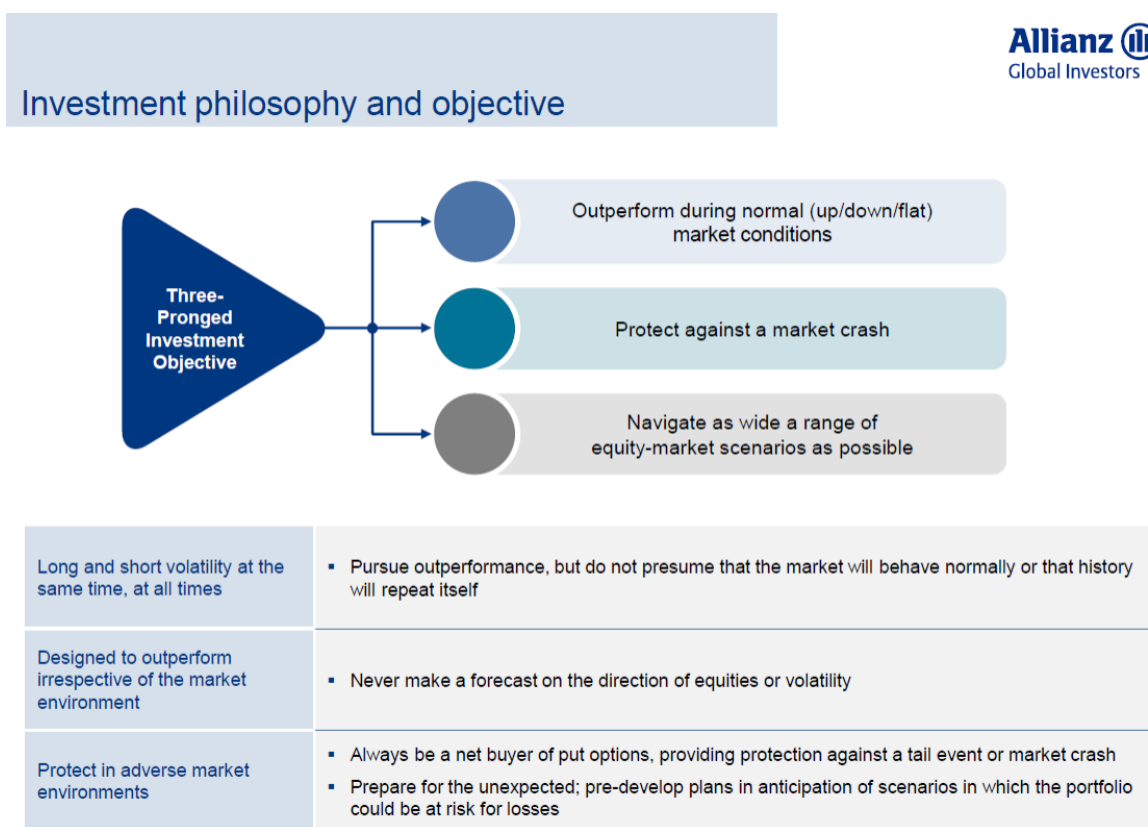 Allianz
Global Investors
Investment philosophy and objective
Three-
Pronged
Investment
Objective
Outperform during normal (up/down/flat)
market conditions
Protect against a market crash
Navigate as wide a range of
equity-market scenarios as possible
Long and short volatility at the
same time, at all times
▪ Pursue outperformance, but do not presume that the market will behave normally or that history
will repeat itself
Designed to outperform
irrespective of the market
environment
▪ Never make a forecast on the direction of equities or volatility
Protect in adverse market
environments
▪ Always be a net buyer of put options, providing protection against a tail event or market crash
▪ Prepare for the unexpected; pre-develop plans in anticipation of scenarios in which the portfolio
could be at risk for losses